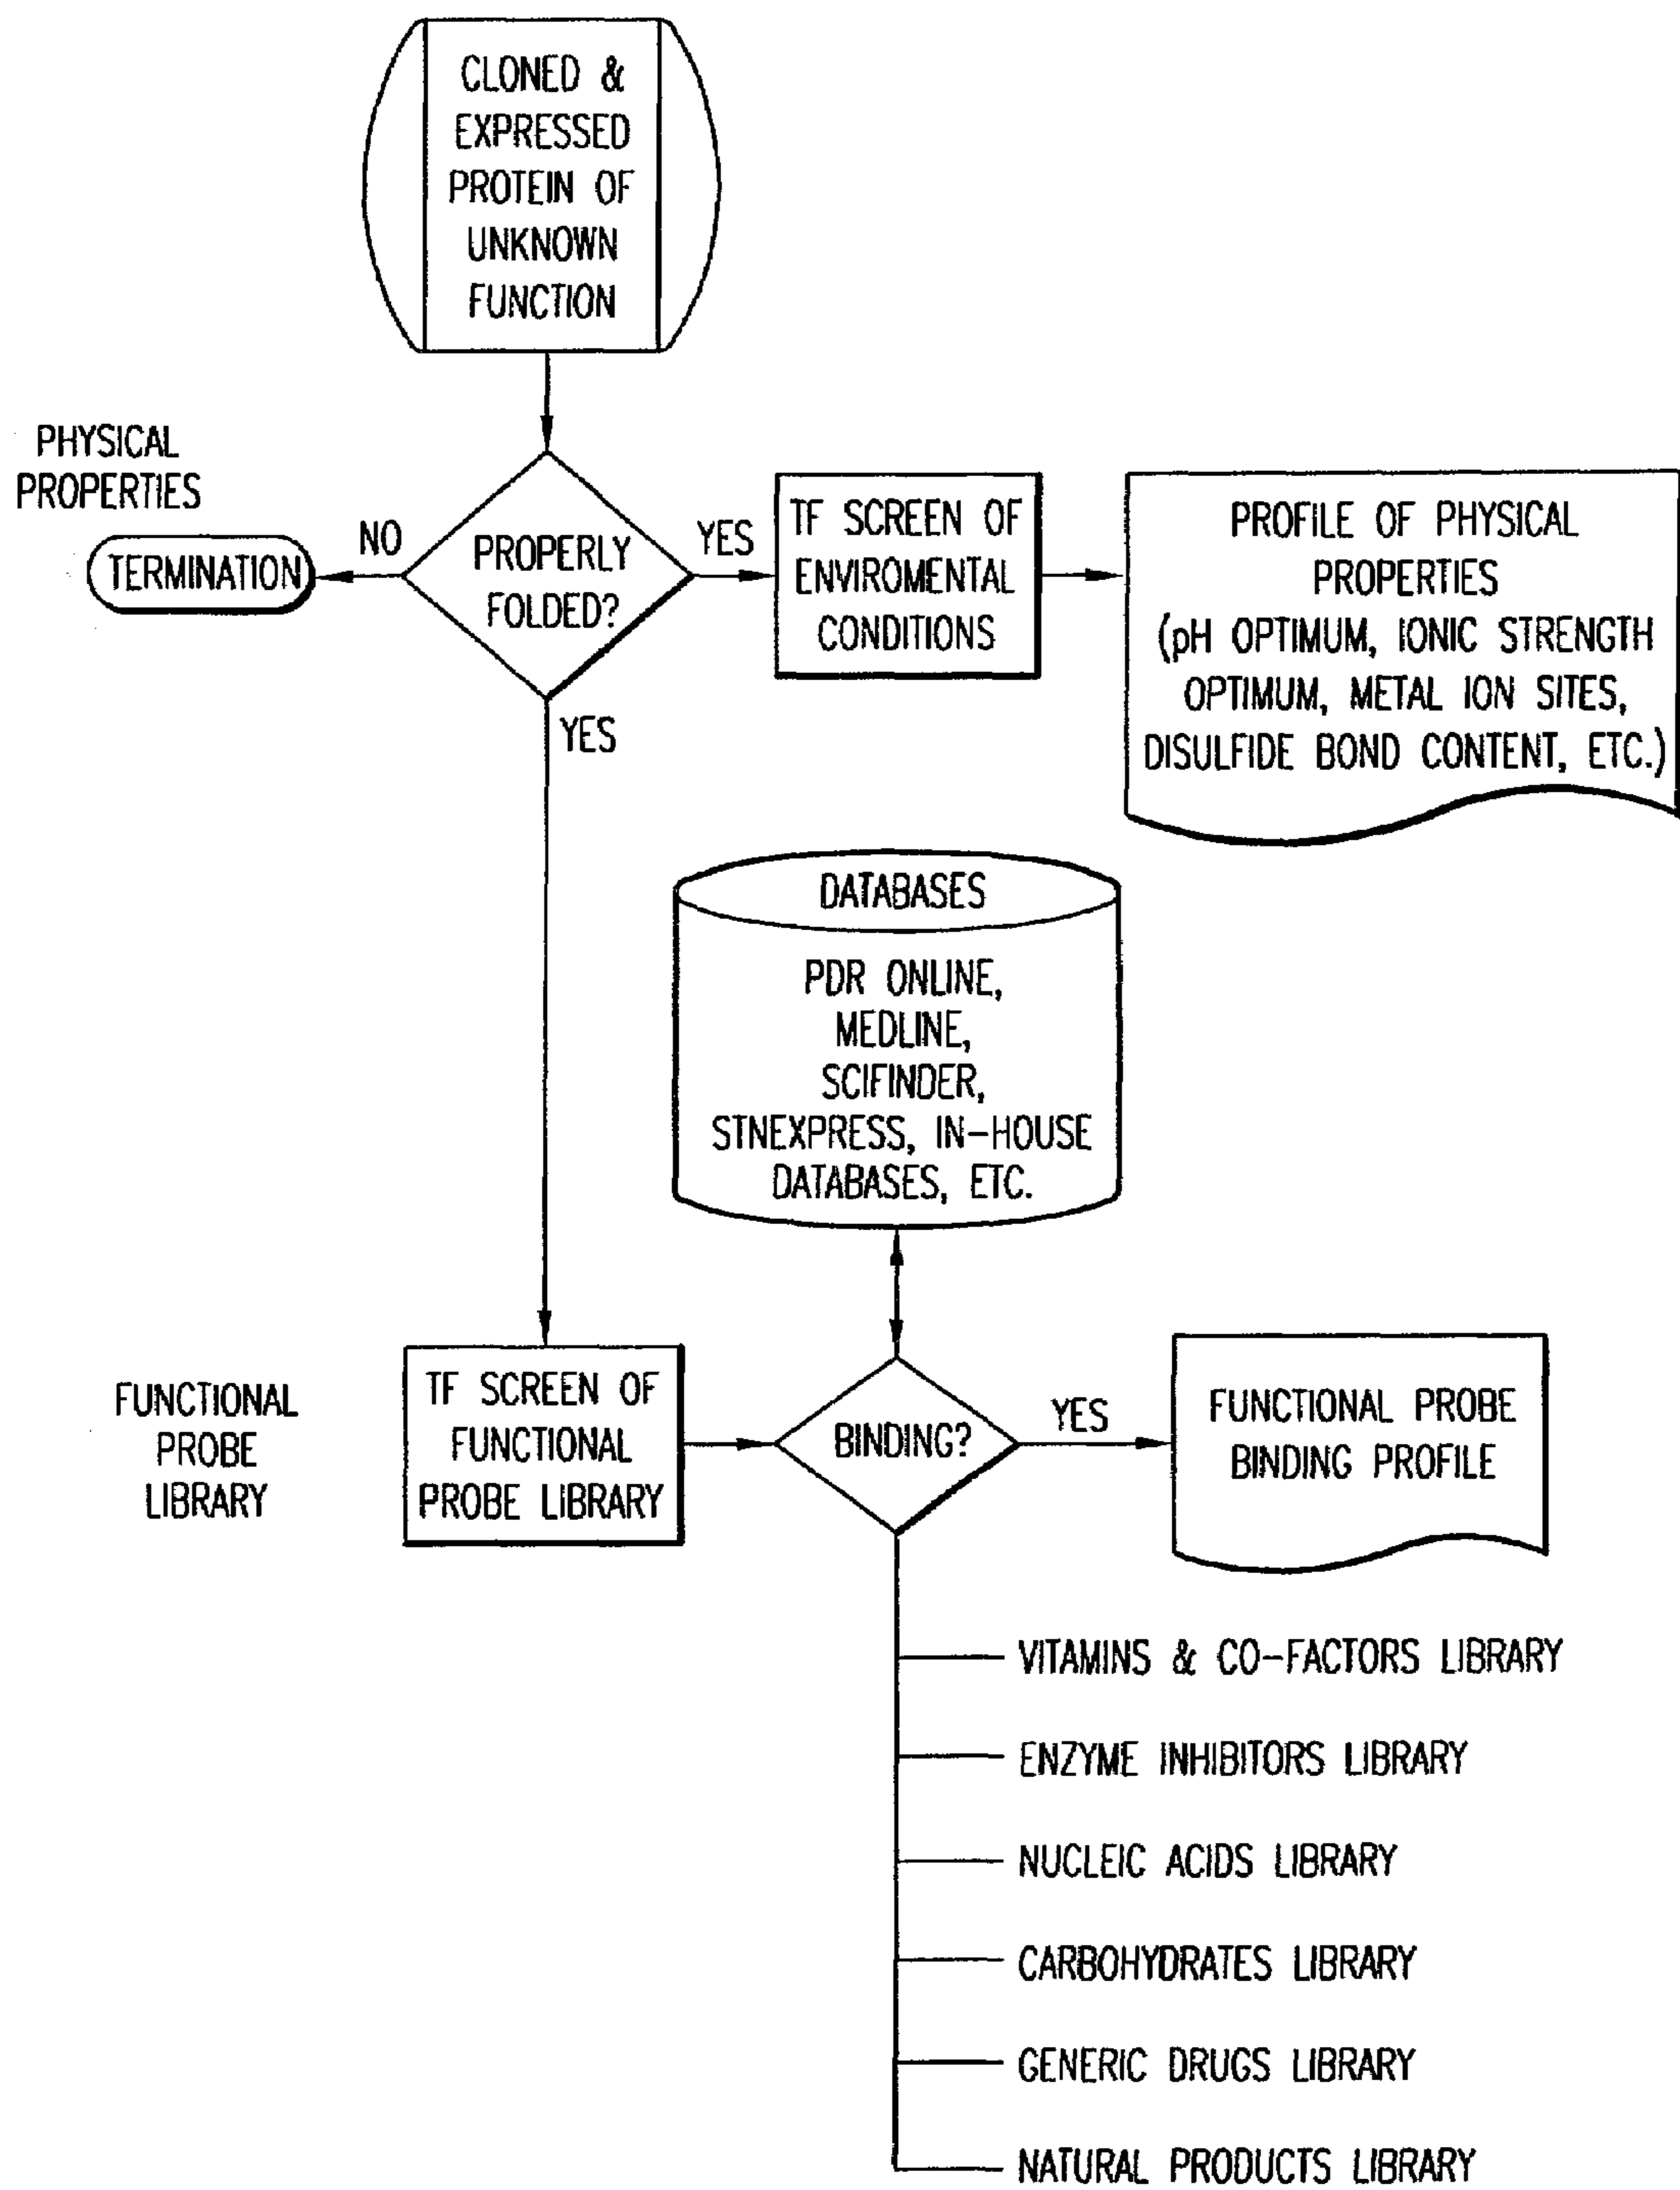 CLONED &
EXPRESSED
PROTEIN OF
UNKNOWN
FUNCTION
PHYSICAL
PROPERTIES
TERMINATION
NO
PROPERLY
FOLDED?
YES
TF SCREEN OF
ENVIROMENTAL
CONDITIONS
PROFILE OF PHYSICAL
PROPERTIES
(pH OPTIMUM, IONIC STRENGTH
OPTIMUM, METAL ION SITES,
DISULFIDE BOND CONTENT, ETC.)
YES
DATABASES
PDR ONLINE,
MEDLINE,
SCIFINDER,
STNEXPRESS, IN-HOUSE
DATABASES, ETC.
FUNCTIONAL
PROBE
LIBRARY
TF SCREEN OF
FUNCTIONAL
PROBE LIBRARY
BINDING?
YES
FUNCTIONAL PROBE
BINDING PROFILE
VITAMINS & CO-FACTORS LIBRARY
ENZYME INHIBITORS LIBRARY
NUCLEIC ACIDS LIBRARY
CARBOHYDRATES LIBRARY
GENERIC DRUGS LIBRARY
NATURAL PRODUCTS LIBRARY